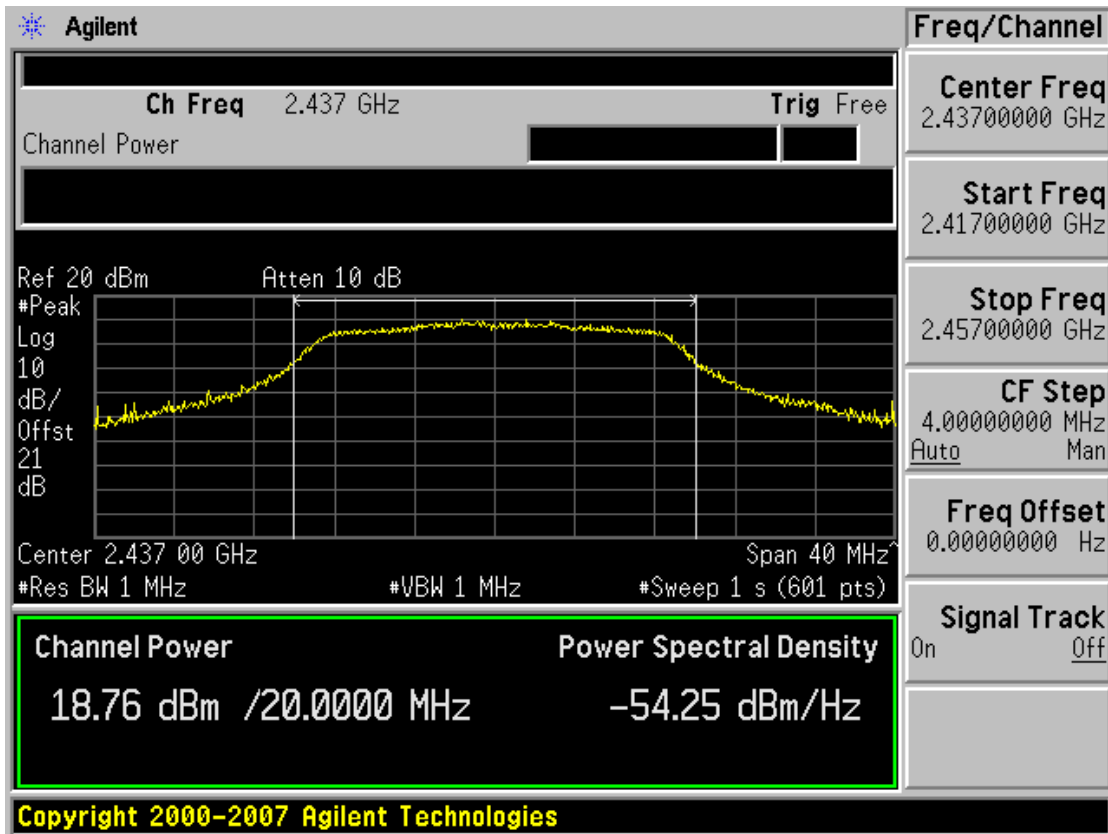 Agilent
Freq/Channel
Ch Freq 2.437 GHz Trig Free
Channel Power
Center Freq
2.43700000 GHz
Start Freq
2.41700000 GHz
Stop Freq
2.45700000 GHz
CF Step
4.00000000 MHz
Auto Man
Freq Offset
0.00000000 Hz
Signal Track
On Off
Ref 20 dBm Atten 10 dB
#Peak
Log
10
dB/
Offst
21
dB
Center 2.437 00 GHz Span 40 MHz^
#Res BW 1 MHz #VBW 1 MHz #Sweep 1 s (601 pts)
Channel Power Power Spectral Density
18.76 dBm /20.0000 MHz -54.25 dBm/Hz
Copyright 2000-2007 Agilent Technologies